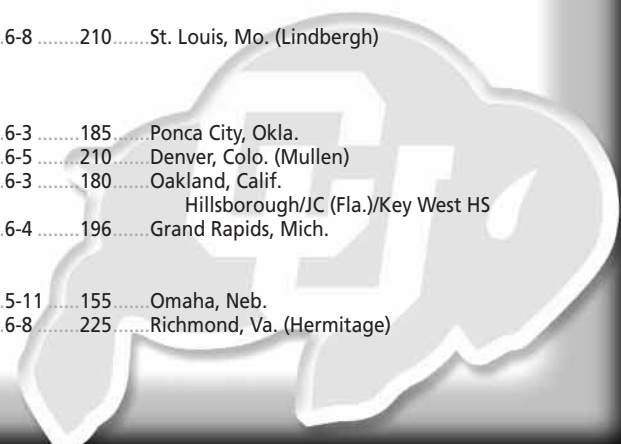 .6-8 ........210.......St. Louis, Mo. (Lindbergh)
.6-3 ........185.......Ponca City, Okla.
.6-5 ........210.......Denver, Colo. (Mullen)
.6-3 ........180.......Oakland, Calif.
Hillsborough/JC (Fla.)/Key West HS
.6-4 ........196.......Grand Rapids, Mich.
.5-11 ......155.......Omaha, Neb.
.6-8 ........225.......Richmond, Va. (Hermitage)
CU